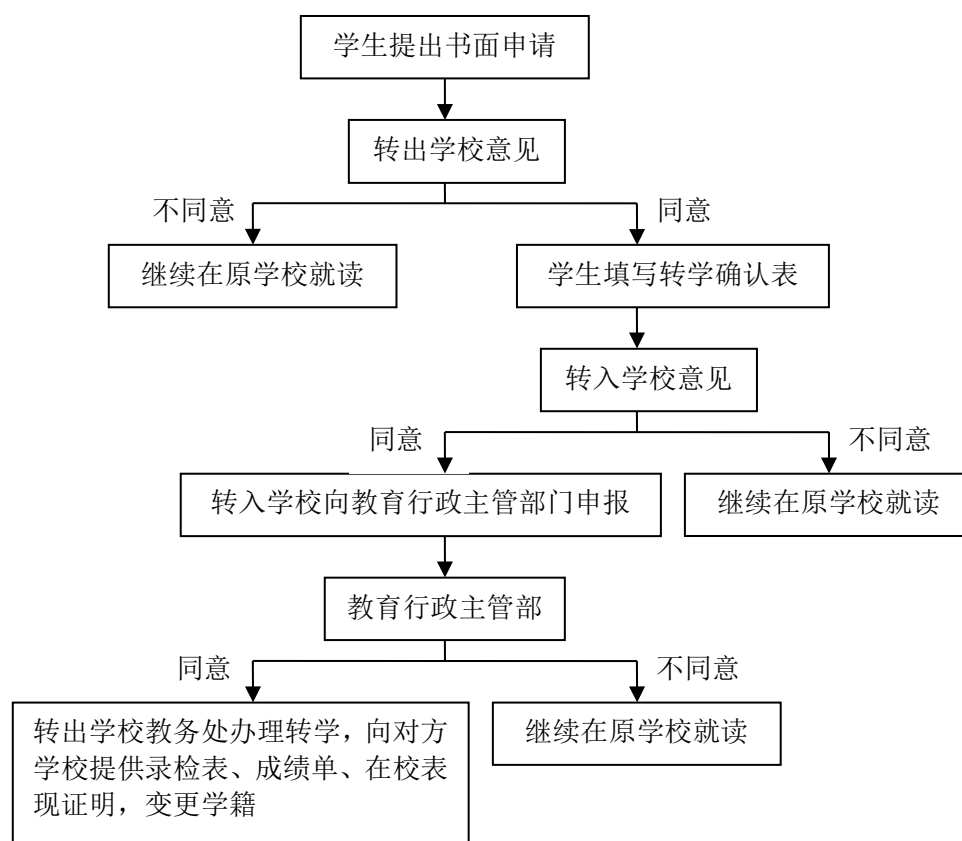 学生提出书面申请
转出学校意见
不同意
同意
继续在原学校就读
学生填写转学确认表
转入学校意见
同意
不同意
转入学校向教育行政主管部门申报
继续在原学校就读
教育行政主管部
同意
不同意
转出学校教务处办理转学，向对方
学校提供录检表、成绩单、在校表
现证明，变更学籍
继续在原学校就读